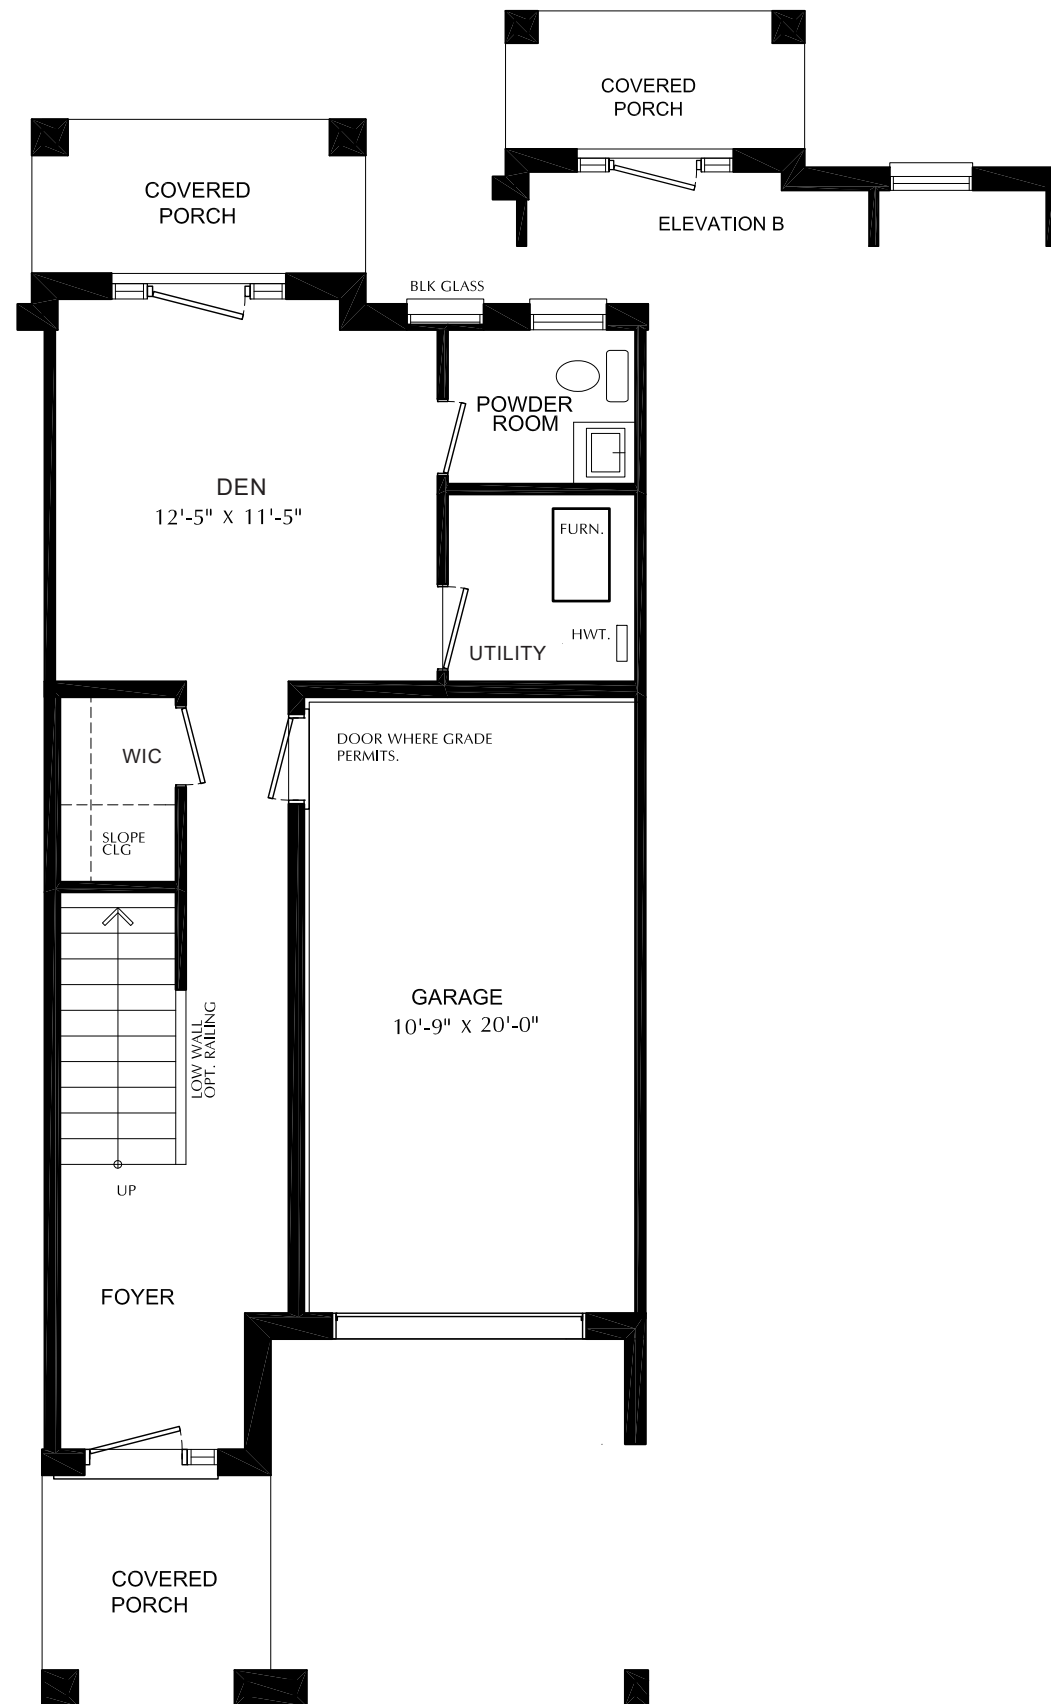 COVERED
PORCH
ELEVATION B
COVERED
PORCH
BLK GLASS
POWDER
ROOM
DEN
12'-5" X 11'-5"
FURN.
HWT.
UTILITY
DOOR WHERE GRADE
PERMITS.
WIC
SLOPE
CLG
GARAGE
10'-9" X 20'-0"
LOW WALL
OPT. RAILING
UP
FOYER
COVERED
PORCH